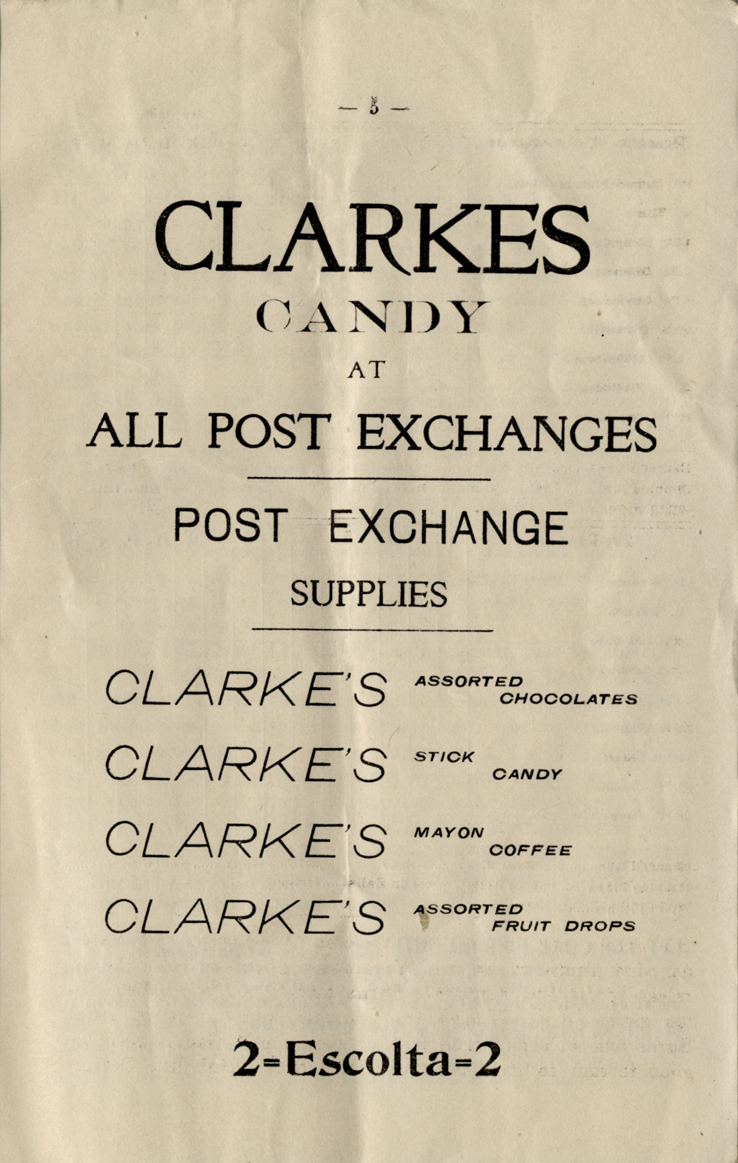 — 5 —
CLARKES
CANDY
AT
ALL POST EXCHANGES
POST EXCHANGE
SUPPLIES
CLARKE'S ASSORTED CHOCOLATES
CLARKE'S STICK CANDY
CLARKE'S MAYON COFFEE
CLARKE'S ASSORTED FRUIT DROPS
2=Escolta=2